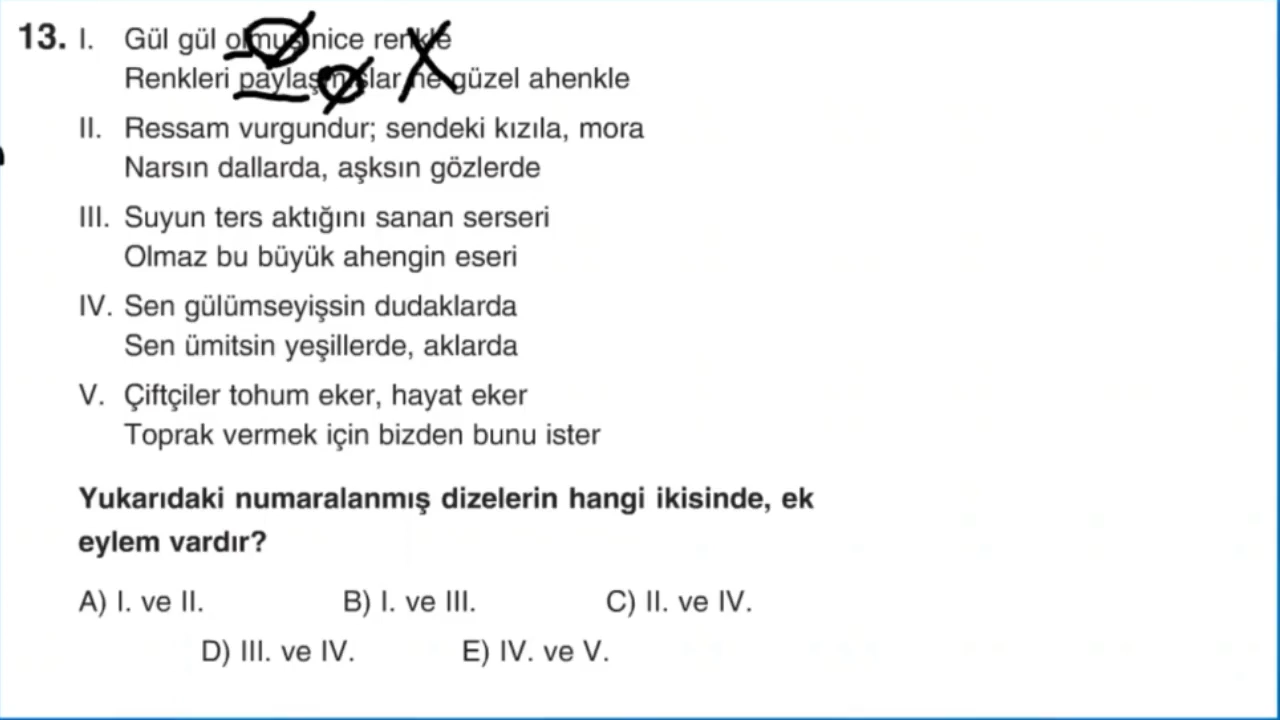 13. I. Gül gül olmuş nice renkle
Renkleri paylaşmışlar ne güzel ahenkle
II. Ressam vurgundur; sendeki kızıla, mora
Narsın dallarda, aşksın gözlerde
III. Suyun ters aktığını sanan serseri
Olmaz bu büyük ahengin eseri
IV. Sen gülümseyişsin dudaklarda
Sen ümitsin yeşillerde, aklarda
V. Çiftçiler tohum eker, hayat eker
Toprak vermek için bizden bunu ister
Yukarıdaki numaralanmış dizelerin hangi ikisinde, ek
eylem vardır?
A) I. ve II. B) I. ve III. C) II. ve IV.
D) III. ve IV. E) IV. ve V.